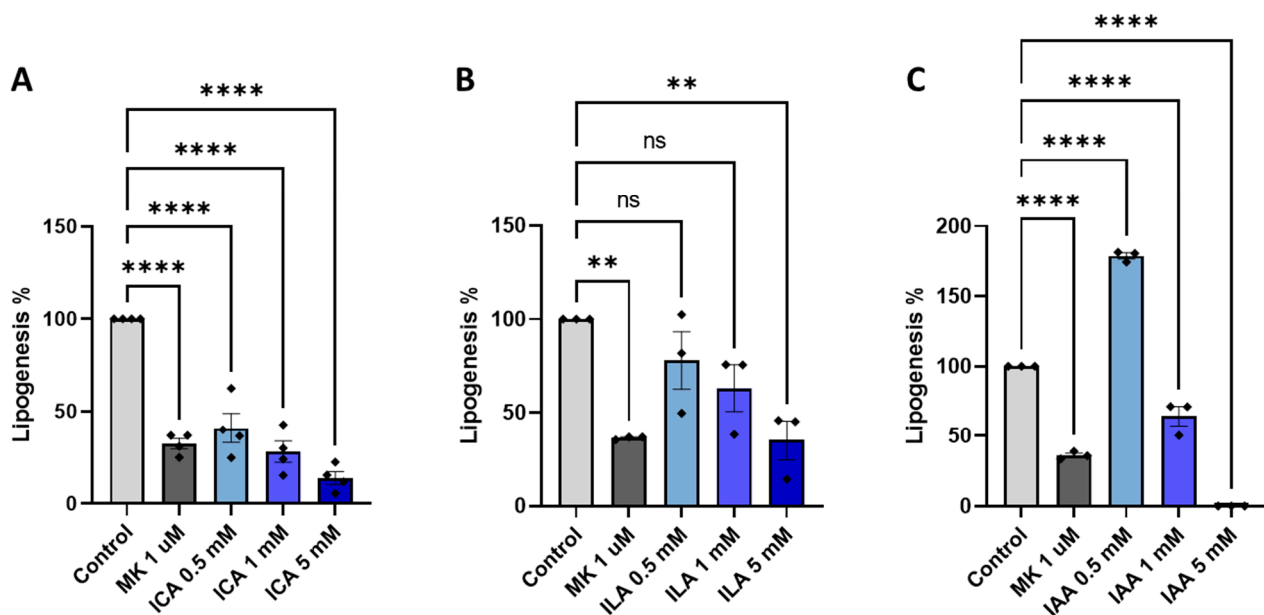 A
****
****
****
****
Lipogenesis %
150
100
50
0
Control
MK 1 uM
ICA 0.5 mM
ICA 1 mM
ICA 5 mM
B
**
ns
ns
**
Lipogenesis %
150
100
50
0
Control
MK 1 uM
ILA 0.5 mM
ILA 1 mM
ILA 5 mM
C
****
****
****
****
Lipogenesis %
200
150
100
50
0
Control
MK 1 uM
IAA 0.5 mM
IAA 1 mM
IAA 5 mM